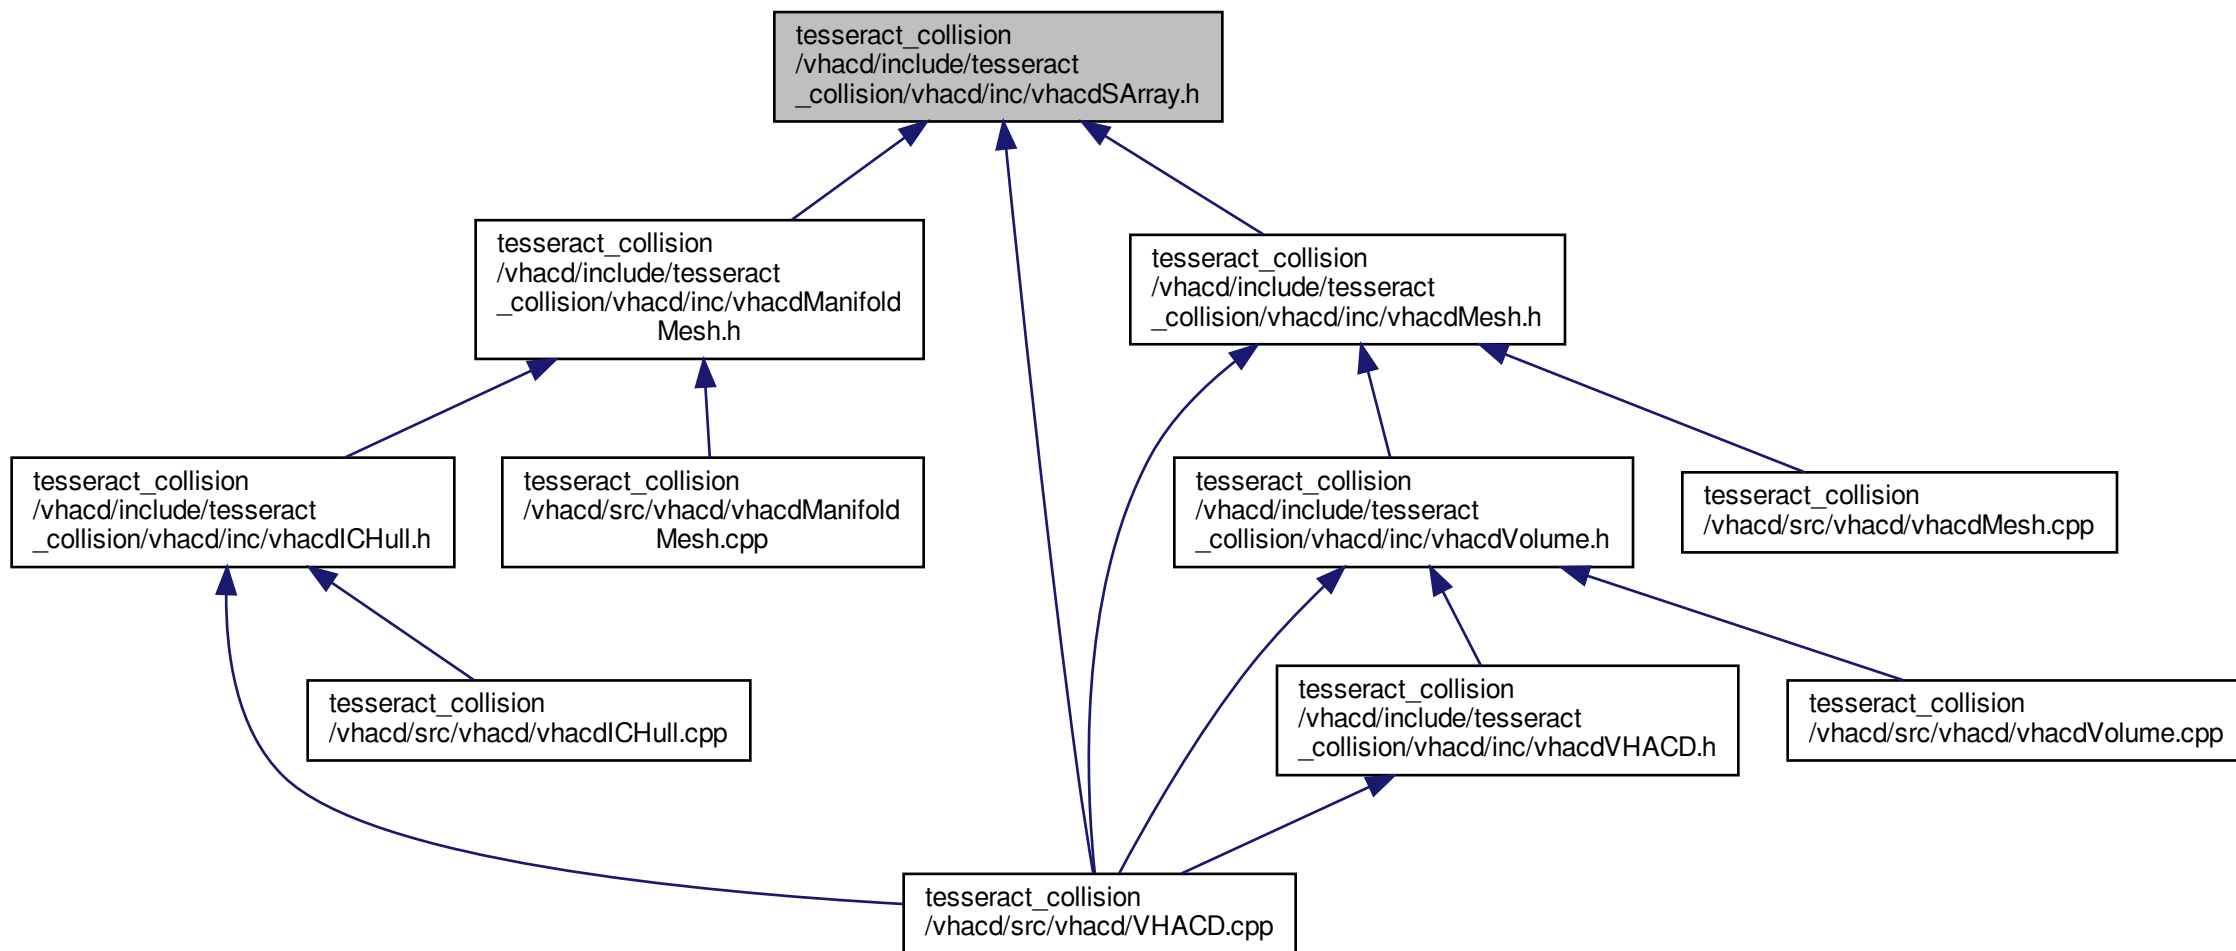 tesseract_collision
/vhacd/include/tesseract
_collision/vhacd/inc/vhacdSArray.h
tesseract_collision
/vhacd/include/tesseract
_collision/vhacd/inc/vhacdManifold
Mesh.h
tesseract_collision
/vhacd/include/tesseract
_collision/vhacd/inc/vhacdMesh.h
tesseract_collision
/vhacd/include/tesseract
_collision/vhacd/inc/vhacdICHull.h
tesseract_collision
/vhacd/src/vhacd/vhacdManifold
Mesh.cpp
tesseract_collision
/vhacd/include/tesseract
_collision/vhacd/inc/vhacdVolume.h
tesseract_collision
/vhacd/src/vhacd/vhacdMesh.cpp
tesseract_collision
/vhacd/src/vhacd/vhacdICHull.cpp
tesseract_collision
/vhacd/include/tesseract
_collision/vhacd/inc/vhacdVHACD.h
tesseract_collision
/vhacd/src/vhacd/vhacdVolume.cpp
tesseract_collision
/vhacd/src/vhacd/VHACD.cpp